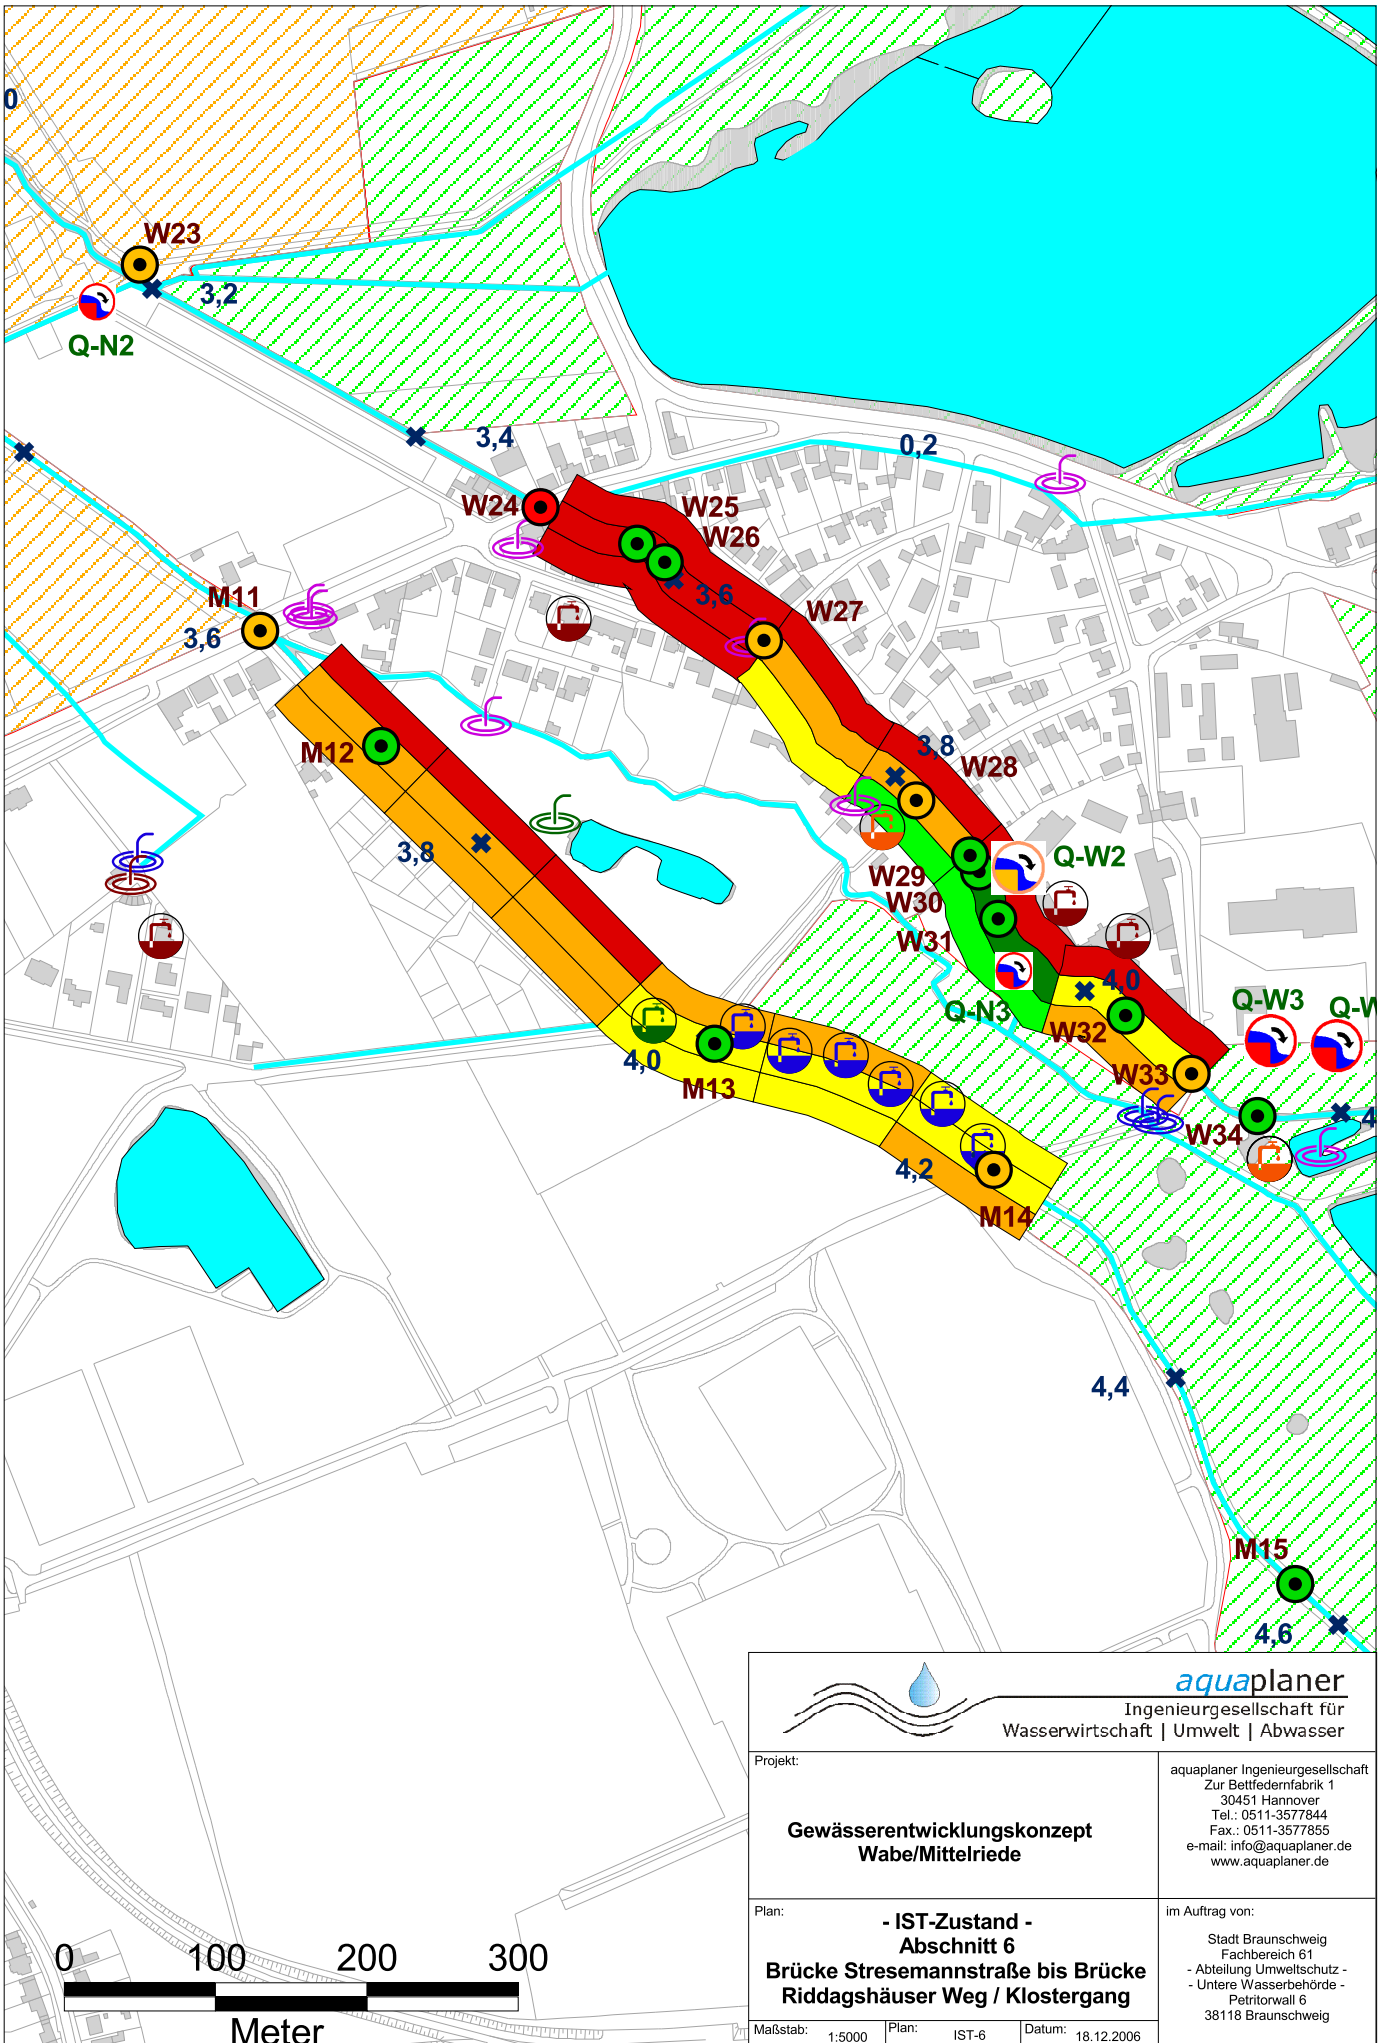 0
W23
3,2
Q-N2
3,4
0,2
W24
W25
W26
3,6
W27
M11
3,6
3,8
W28
M12
3,8
Q-W2
W29
W30
W31
4,0
Q-N3
Q-W3
Q-W
W32
4,0
W33
M13
W34
4
4,2
M14
4,4
M15
4,6
0 100 200 300
Meter
aquaplaner
Ingenieurgesellschaft für
Wasserwirtschaft | Umwelt | Abwasser
Projekt:
Gewässerentwicklungskonzept
Wabe/Mittelriede
aquaplaner Ingenieurgesellschaft
Zur Bettfedernfabrik 1
30451 Hannover
Tel.: 0511-3577844
Fax.: 0511-3577855
e-mail: info@aquaplaner.de
www.aquaplaner.de
Plan:
- IST-Zustand -
Abschnitt 6
Brücke Stresemannstraße bis Brücke
Riddagshäuser Weg / Klostergang
im Auftrag von:
Stadt Braunschweig
Fachbereich 61
- Abteilung Umweltschutz -
- Untere Wasserbehörde -
Petritorwall 6
38118 Braunschweig
Maßstab: 1:5000 Plan: IST-6 Datum: 18.12.2006